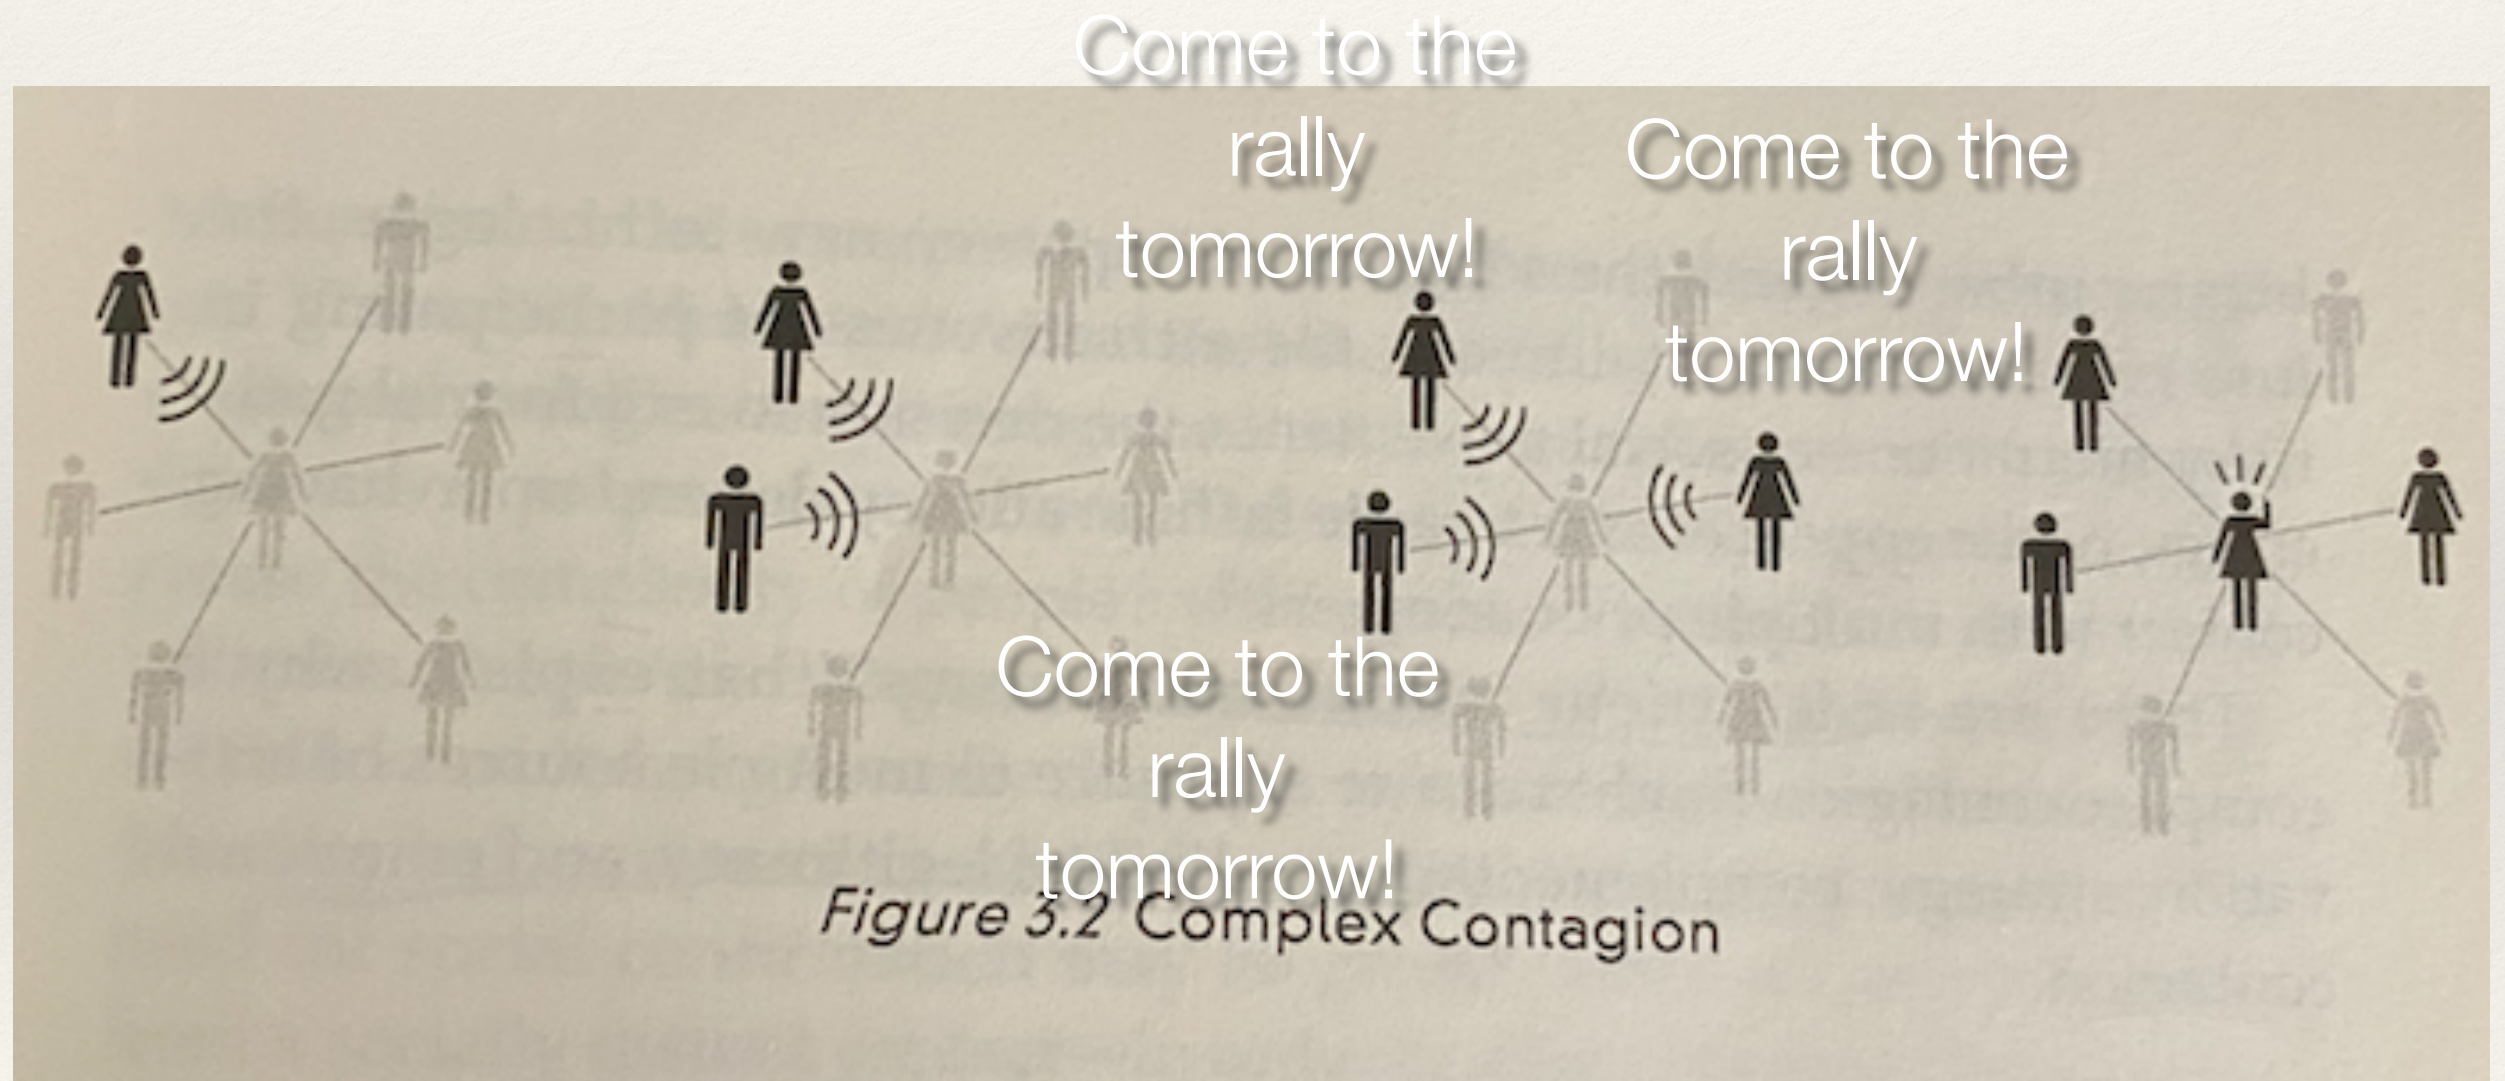 Come to the
rally
tomorrow!
Come to the
rally
tomorrow!
Come to the
rally
tomorrow!
Figure 3.2 Complex Contagion